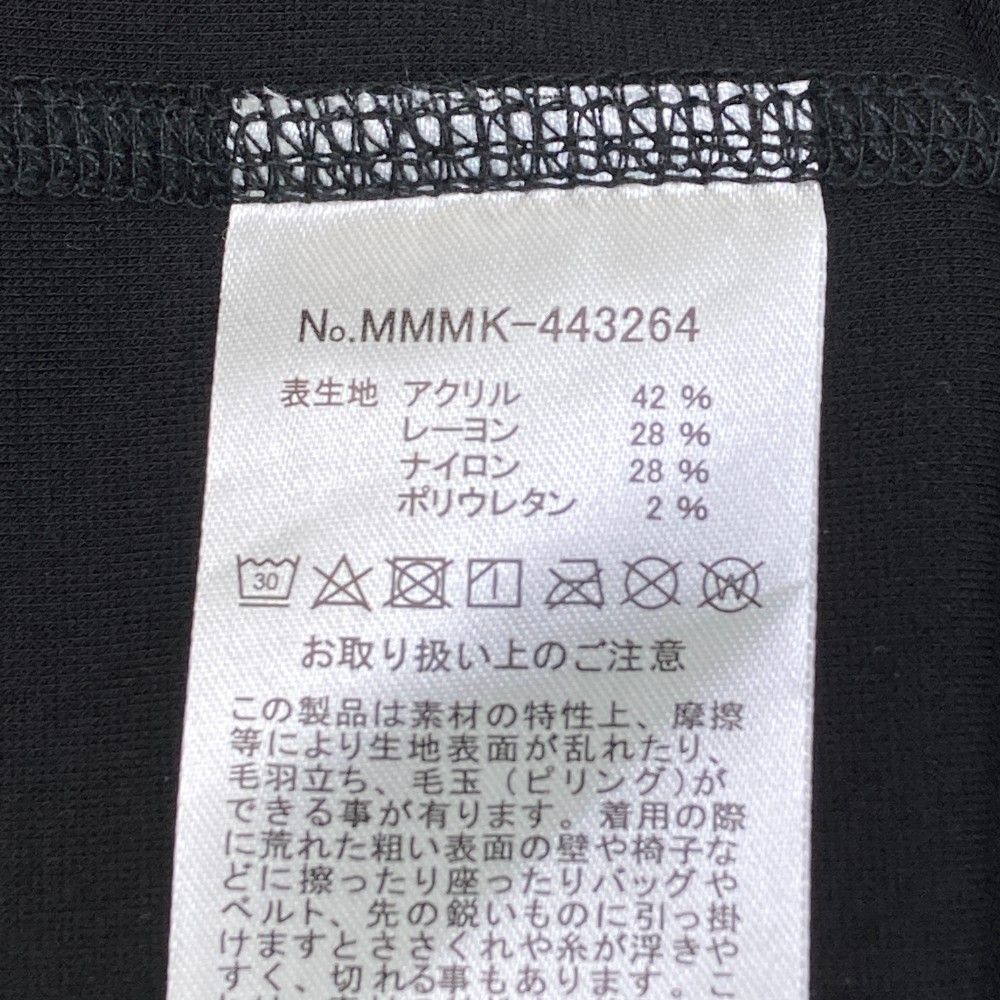 No.MMMK-443264
表生地 アクリル 42 %
レーヨン 28 %
ナイロン 28 %
ポリウレタン 2 %
30 W
お取り扱い上のご注意
この製品は素材の特性上、摩擦
等により生地表面が乱れたり、
毛羽立ち、毛玉(ピリング)が
できる事が有ります。着用の際
に荒れた粗い表面の壁や椅子な
どに擦ったり座ったりバッグや
ベルト、先の鋭いものに引っ掛
けますとささくれや糸が浮きや
すく、切れる事もあります。こ